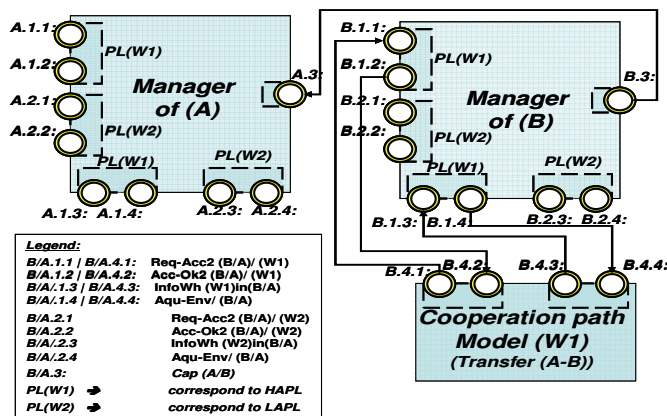 A.1.1:
PL(W1)
A.1.2:
A.2.1:
PL(W2)
A.2.2:
Manager of (A)
A.3:
PL(W1)
PL(W2)
A.1.3: A.1.4:
A.2.3: A.2.4:
B.1.1:
PL(W1)
B.1.2:
B.2.1:
PL(W2)
B.2.2:
Manager of (B)
B.3:
PL(W1)
PL(W2)
B.1.3: B.1.4:
B.2.3: B.2.4:
B.4.1: B.4.2: B.4.3: B.4.4:
Cooperation path
Model (W1)
(Transfer (A-B))
Legend:
B/A.1.1 | B/A.4.1: Req-Acc2 (B/A)/ (W1)
B/A.1.2 | B/A.4.2: Acc-Ok2 (B/A)/ (W1)
B/A/.1.3 | B/A.4.3: InfoWh (W1)in(B/A)
B/A/.1.4 | B/A.4.4: Aqu-Env/ (B/A)
B/A.2.1 Req-Acc2 (B/A)/ (W2)
B/A.2.2 Acc-Ok2 (B/A)/ (W2)
B/A/.2.3 InfoWh (W2)in(B/A)
B/A/.2.4 Aqu-Env/ (B/A)
B/A.3: Cap (A/B)
PL(W1) → correspond to HAPL
PL(W2) → correspond to LAPL